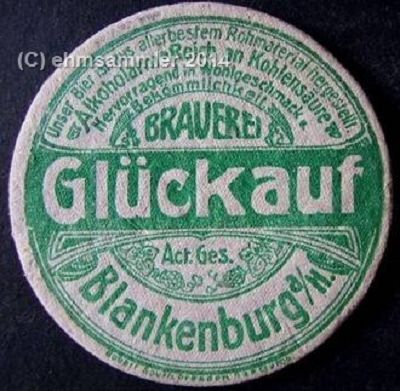 (C) ehmsammler 2014
Unser Bier ist aus allerbestem Rohmaterial hergestellt
Alkoholarm Reich an Kohlensäure
Hervorragend in Wohlgeschmack &
Bekömmlichkeit
BRAUEREI
Glückauf
Act. Ges.
Blankenburg a/H.